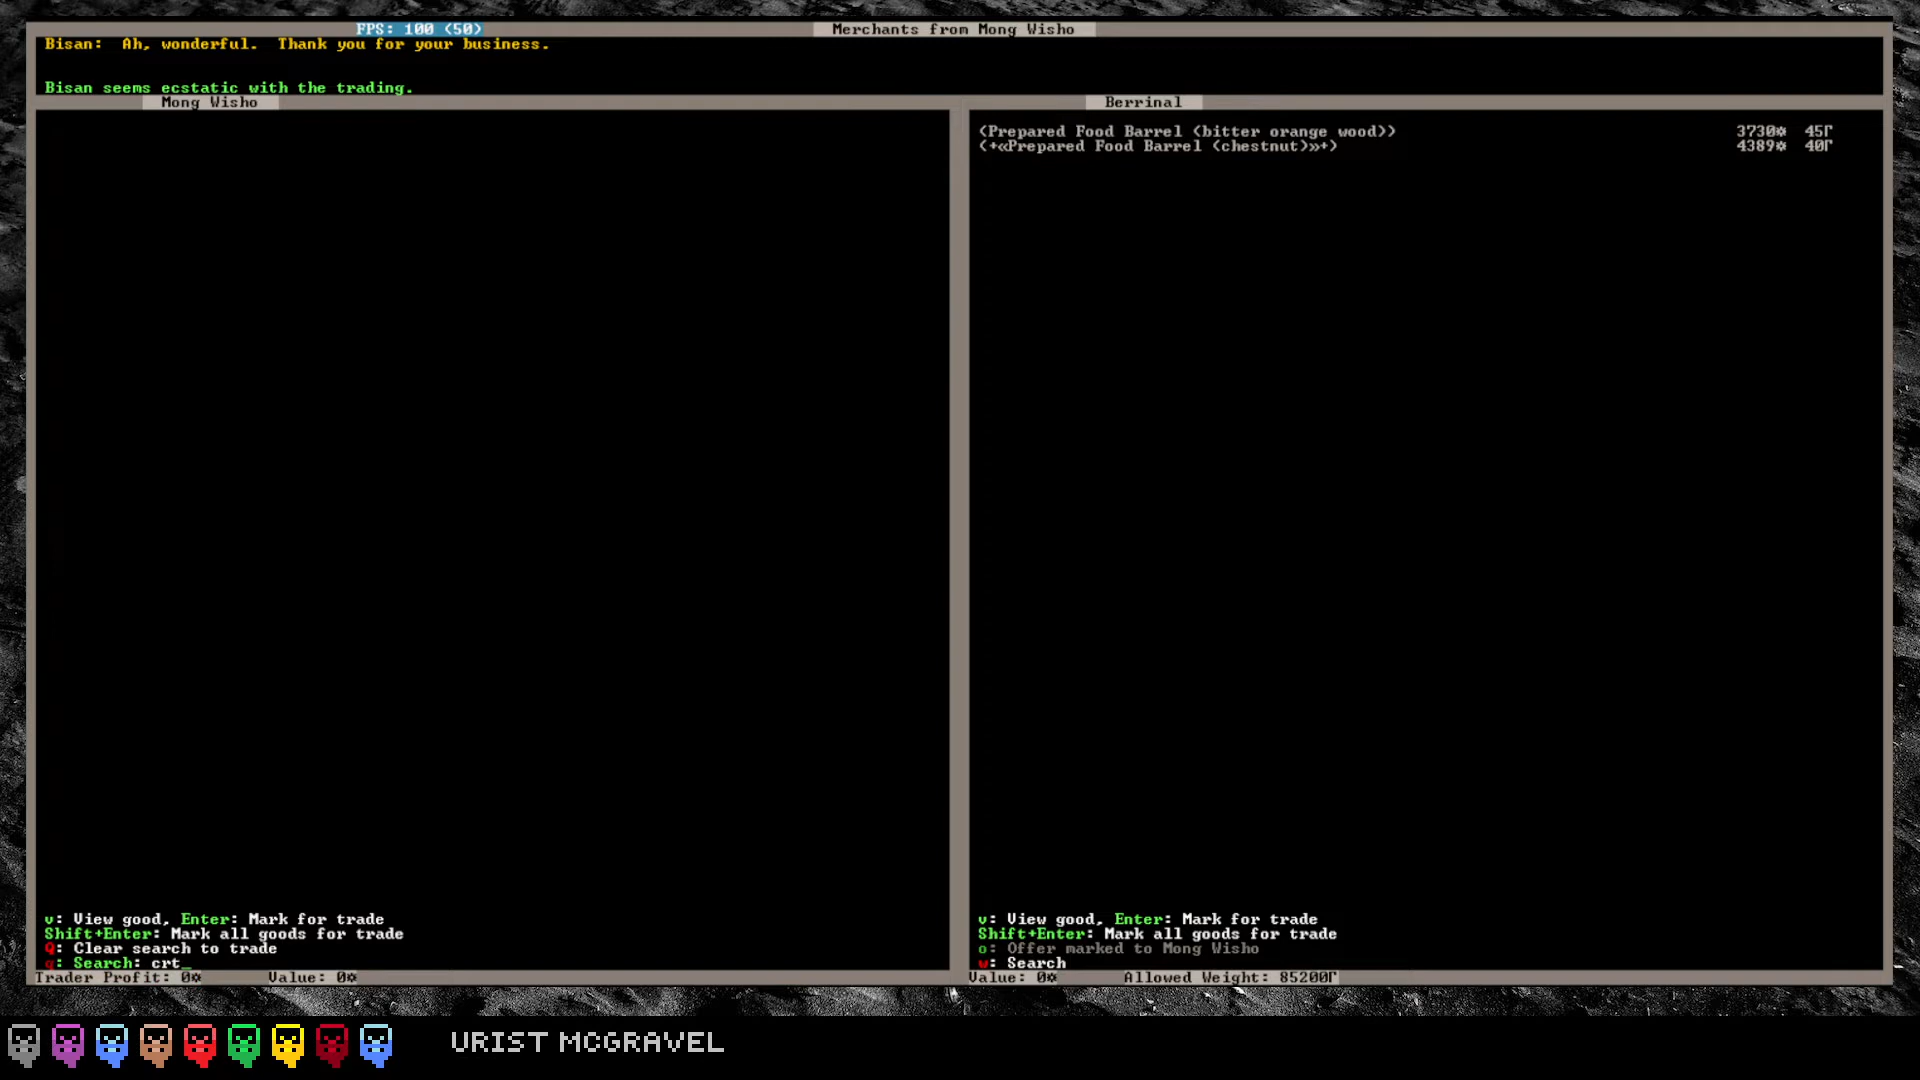 FPS: 100 (50) Merchants from Mong Wisho
Bisan: Ah, wonderful. Thank you for your business.
Bisan seems ecstatic with the trading.
Mong Wisho Berrinal
(Prepared Food Barrel (bitter orange wood)) 3730☼ 45Γ
(+«Prepared Food Barrel (chestnut)»+) 4389☼ 40Γ
v: View good, Enter: Mark for trade
Shift+Enter: Mark all goods for trade
Q: Clear search to trade
q: Search: crt_
Trader Profit: 0☼ Value: 0☼
v: View good, Enter: Mark for trade
Shift+Enter: Mark all goods for trade
o: Offer marked to Mong Wisho
w: Search
Value: 0☼ Allowed Weight: 85200Γ
URIST MCGRAVEL